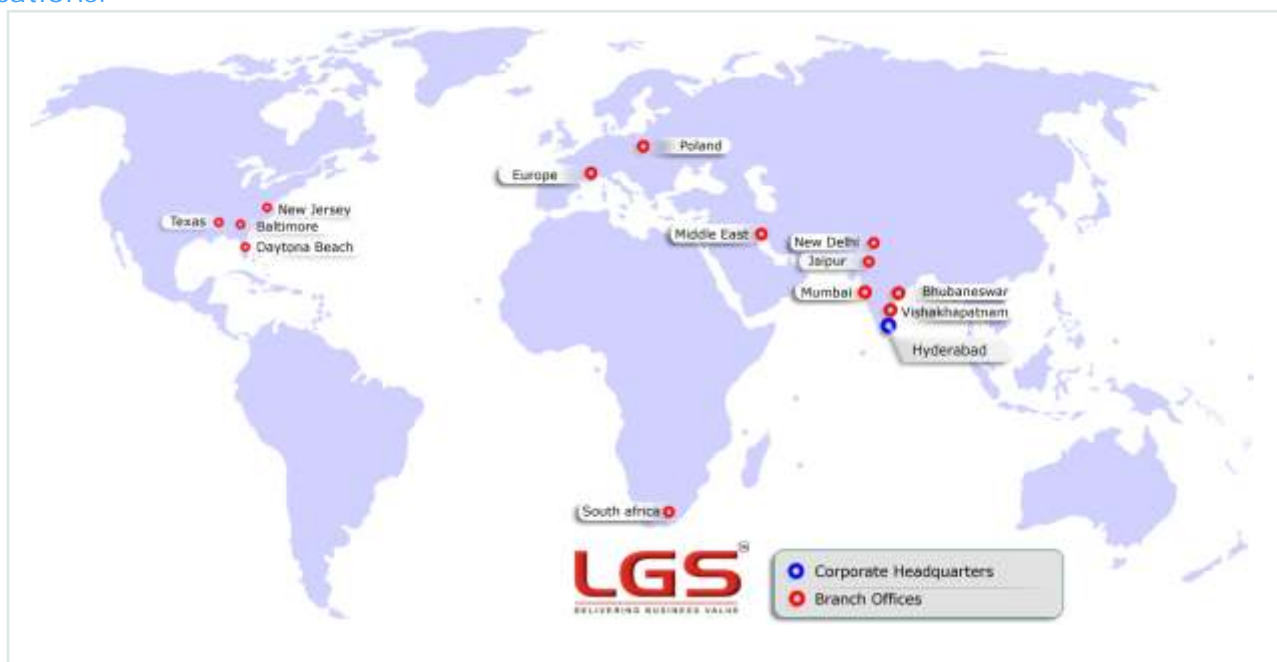 Poland
Europe
New Jersey
Texas
Baltimore
Daytona Beach
Middle East
New Delhi
Jaipur
Mumbai
Bhubaneswar
Vishakhapatnam
Hyderabad
South africa
LGS
DELIVERING BUSINESS VALUE
Corporate Headquarters
Branch Offices